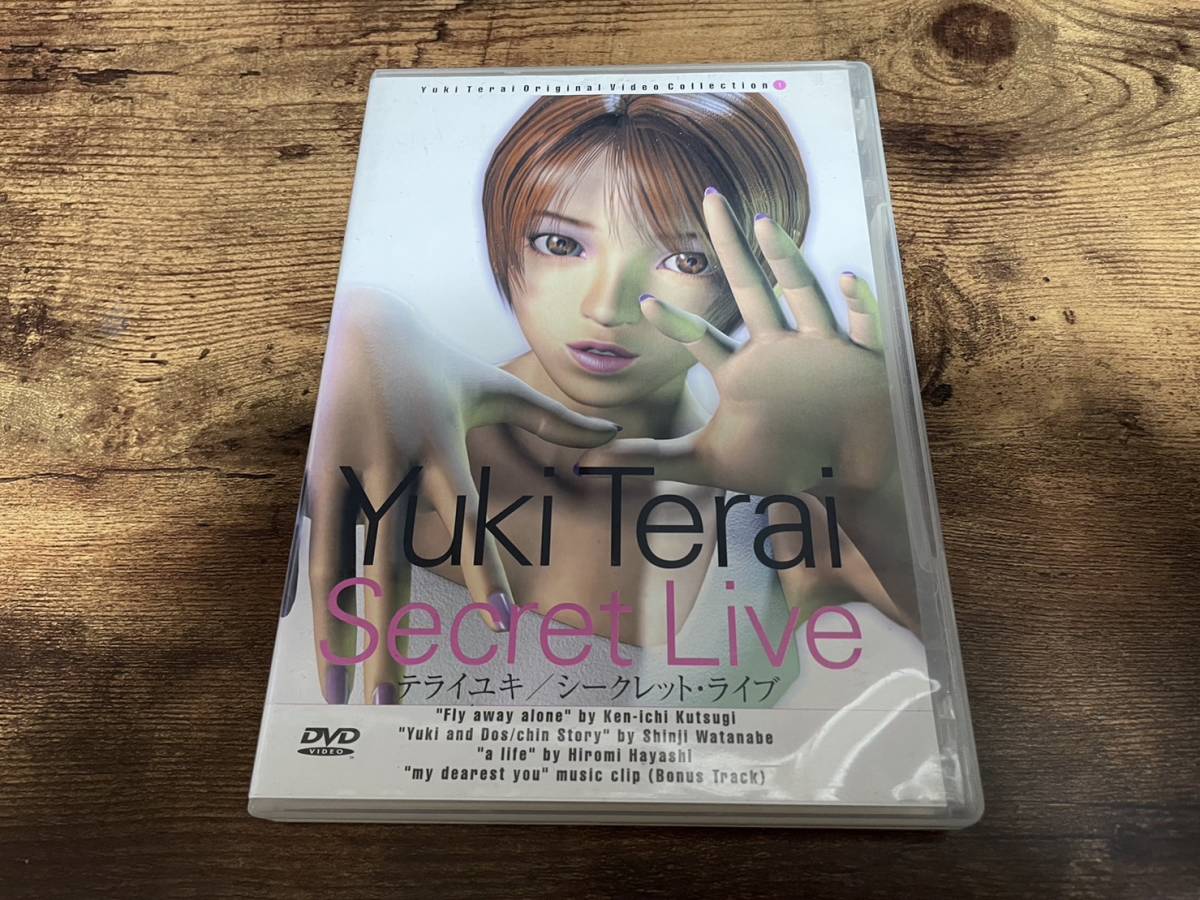 Yuki Terai Original Video Collection 1
Yuki Terai
Secret Live
テライユキ／シークレット・ライブ
"Fly away alone" by Ken-ichi Kutsugi
"Yuki and Dos/chin Story" by Shinji Watanabe
"a life" by Hiromi Hayashi
"my dearest you" music clip (Bonus Track)
DVD
VIDEO